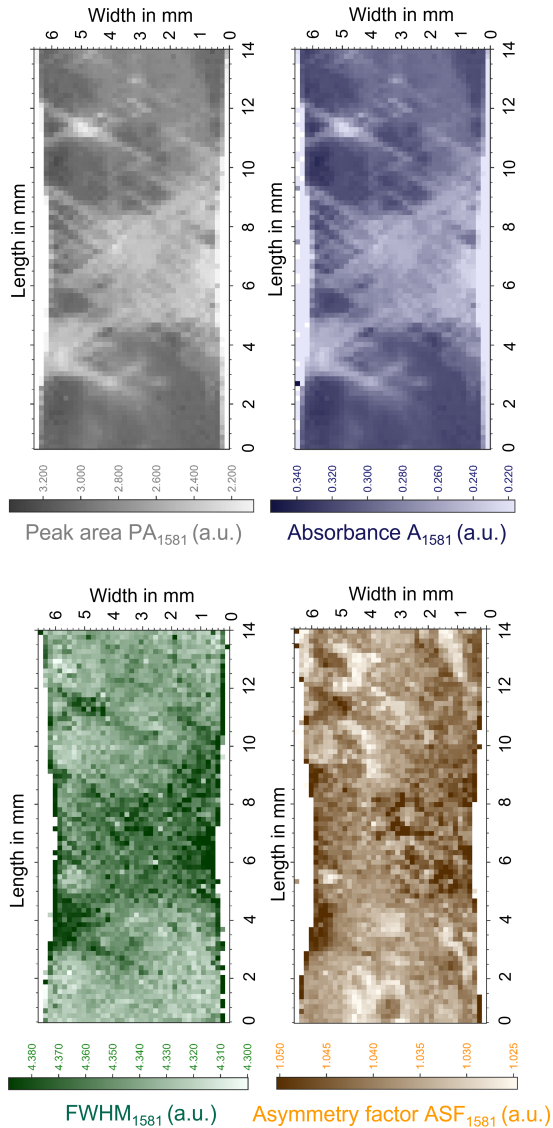 Width in mm
Width in mm
6 5 4 3 2 1 0
6 5 4 3 2 1 0
Length in mm
0 2 4 6 8 10 12 14
Length in mm
0 2 4 6 8 10 12 14
3.200 3.000 2.800 2.600 2.400 2.200
0.340 0.320 0.300 0.280 0.260 0.240 0.220
Peak area PA1581 (a.u.)
Absorbance A1581 (a.u.)
Width in mm
Width in mm
6 5 4 3 2 1 0
6 5 4 3 2 1 0
Length in mm
0 2 4 6 8 10 12 14
Length in mm
0 2 4 6 8 10 12 14
4.380 4.370 4.360 4.350 4.340 4.330 4.320 4.310 4.300
1.050 1.045 1.040 1.035 1.030 1.025
FWHM1581 (a.u.)
Asymmetry factor ASF1581 (a.u.)